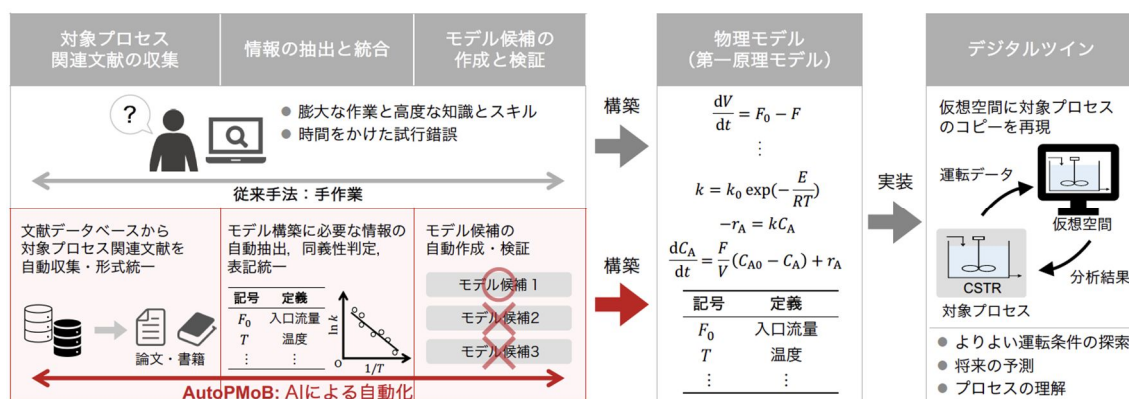 対象プロセス
関連文献の収集
情報の抽出と統合
モデル候補の
作成と検証
?
● 膨大な作業と高度な知識とスキル
● 時間をかけた試行錯誤
従来手法：手作業
文献データベースから
対象プロセス関連文献を
自動収集・形式統一
論文・書籍
モデル構築に必要な情報の
自動抽出，同義性判定，
表記統一
記号 定義
F₀ 入口流量
T 温度
⋮ ⋮
ln k
O
1/T
モデル候補の
自動作成・検証
モデル候補1
モデル候補2
モデル候補3
AutoPMoB: AIによる自動化
構築
構築
物理モデル
（第一原理モデル）
dV/dt = F₀ − F
⋮
k = k₀ exp(−E/RT)
−r_A = kC_A
dC_A/dt = F/V (C_A0 − C_A) + r_A
記号 定義
F₀ 入口流量
T 温度
⋮ ⋮
実装
デジタルツイン
仮想空間に対象プロセス
のコピーを再現
運転データ
仮想空間
CSTR
分析結果
対象プロセス
● よりよい運転条件の探索
● 将来の予測
● プロセスの理解